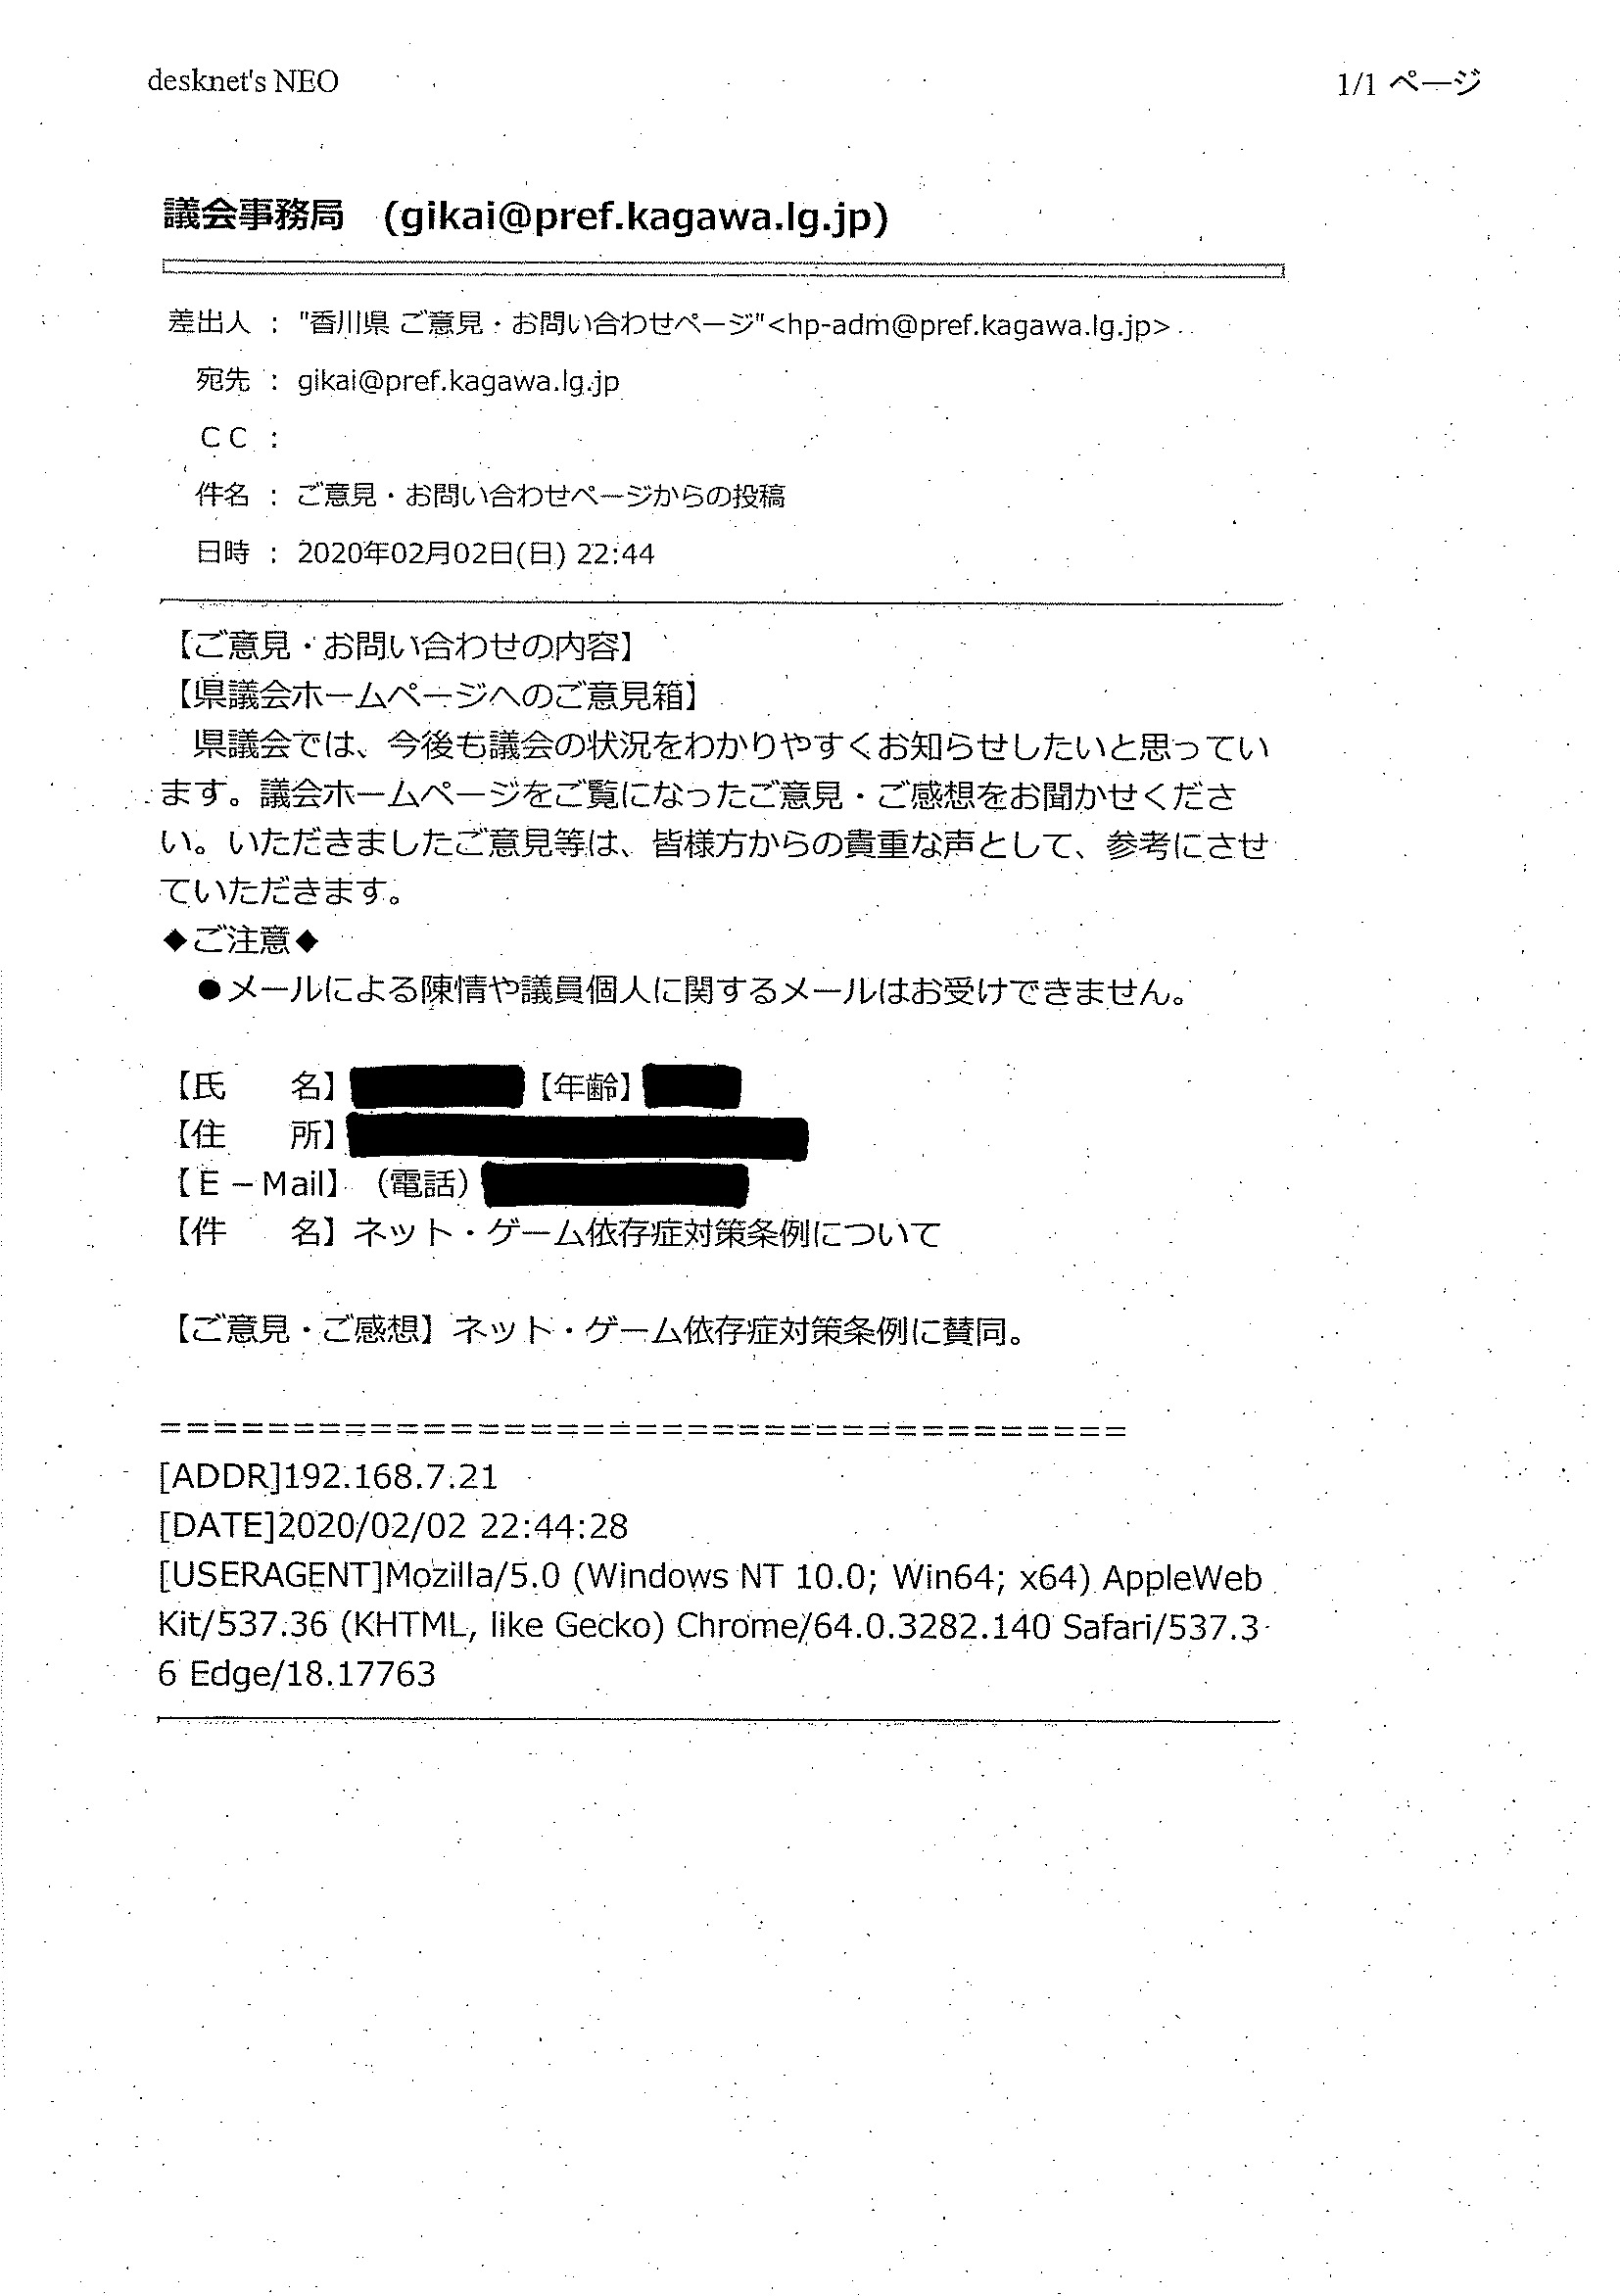 desknet's NEO
1/1 ページ
議会事務局 (gikai@pref.kagawa.lg.jp)
差出人 : "香川県 ご意見・お問い合わせページ"<hp-adm@pref.kagawa.lg.jp>
宛先 : gikai@pref.kagawa.lg.jp
ＣＣ :
件名 : ご意見・お問い合わせページからの投稿
日時 : 2020年02月02日(日) 22:44
【ご意見・お問い合わせの内容】
【県議会ホームページへのご意見箱】
県議会では、今後も議会の状況をわかりやすくお知らせしたいと思ってい
ます。議会ホームページをご覧になったご意見・ご感想をお聞かせくださ
い。いただきましたご意見等は、皆様方からの貴重な声として、参考にさせ
ていただきます。
◆ご注意◆
●メールによる陳情や議員個人に関するメールはお受けできません。
【氏　　名】【年齢】
【住　　所】
【Ｅ－Mail】（電話）
【件　　名】ネット・ゲーム依存症対策条例について
【ご意見・ご感想】ネット・ゲーム依存症対策条例に賛同。
=====================================
[ADDR]192.168.7.21
[DATE]2020/02/02 22:44:28
[USERAGENT]Mozilla/5.0 (Windows NT 10.0; Win64; x64) AppleWeb
Kit/537.36 (KHTML, like Gecko) Chrome/64.0.3282.140 Safari/537.3
6 Edge/18.17763